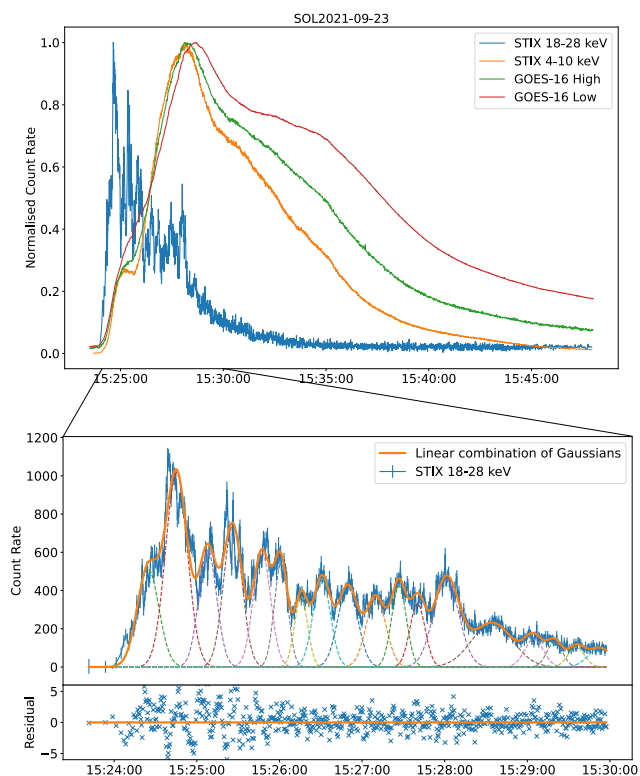 SOL2021-09-23
STIX 18-28 keV
STIX 4-10 keV
GOES-16 High
GOES-16 Low
Normalised Count Rate
1.0
0.8
0.6
0.4
0.2
0.0
15:25:00 15:30:00 15:35:00 15:40:00 15:45:00
Linear combination of Gaussians
STIX 18-28 keV
Count Rate
1200
1000
800
600
400
200
0
Residual
5
0
−5
15:24:00 15:25:00 15:26:00 15:27:00 15:28:00 15:29:00 15:30:00